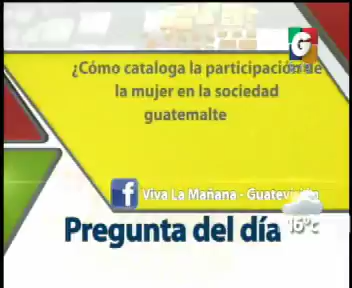 ¿Cómo cataloga la participación de
la mujer en la sociedad
guatemalte
Viva La Mañana - Guatevisión
Pregunta del día
16°c